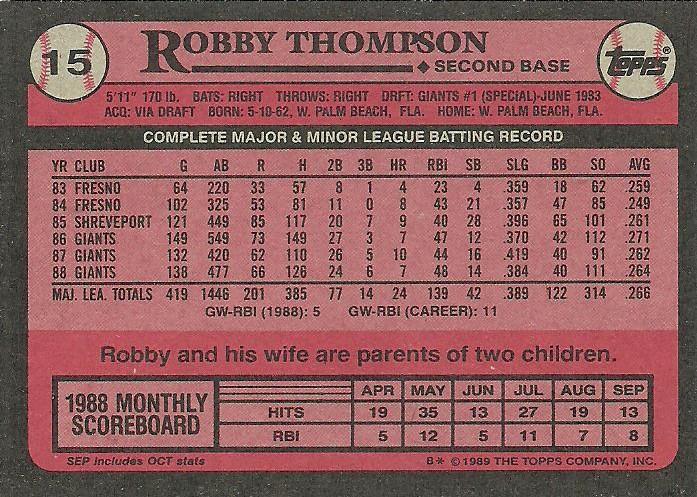 15
ROBBY THOMPSON
◆ SECOND BASE
TOPPS
5'11" 170 lb. BATS: RIGHT THROWS: RIGHT DRFT: GIANTS #1 (SPECIAL)-JUNE 1983
ACQ: VIA DRAFT BORN: 5-10-62, W. PALM BEACH, FLA. HOME: W. PALM BEACH, FLA.
COMPLETE MAJOR & MINOR LEAGUE BATTING RECORD
YR CLUB G AB R H 2B 3B HR RBI SB SLG BB SO AVG
83 FRESNO 64 220 33 57 8 1 4 23 4 .359 18 62 .259
84 FRESNO 102 325 53 81 11 0 8 43 21 .357 47 85 .249
85 SHREVEPORT 121 449 85 117 20 7 9 40 28 .396 65 101 .261
86 GIANTS 149 549 73 149 27 3 7 47 12 .370 42 112 .271
87 GIANTS 132 420 62 110 26 5 10 44 16 .419 40 91 .262
88 GIANTS 138 477 66 126 24 6 7 48 14 .384 40 111 .264
MAJ. LEA. TOTALS 419 1446 201 385 77 14 24 139 42 .389 122 314 .266
GW-RBI (1988): 5 GW-RBI (CAREER): 11
Robby and his wife are parents of two children.
1988 MONTHLY SCOREBOARD
APR MAY JUN JUL AUG SEP
HITS 19 35 13 27 19 13
RBI 5 12 5 11 7 8
SEP includes OCT stats
B* © 1989 THE TOPPS COMPANY, INC.